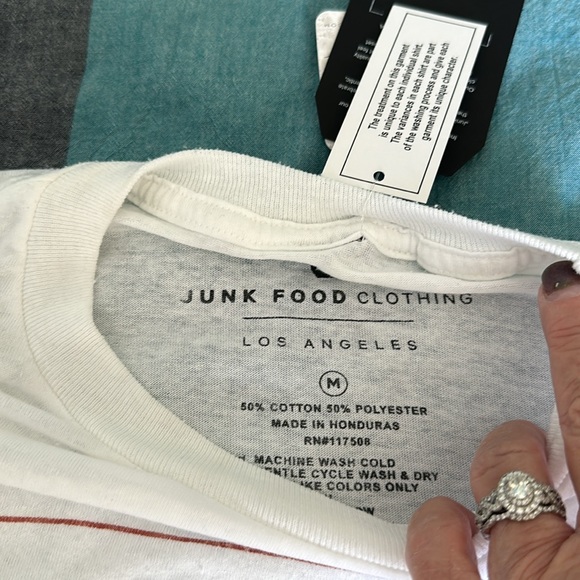 The treatment on this garment
is unique to each individual shirt.
The variances in each shirt are part
of the washing process and give each
garment its unique character.
JUNK FOOD CLOTHING
LOS ANGELES
M
50% COTTON 50% POLYESTER
MADE IN HONDURAS
RN#117508
MACHINE WASH COLD
GENTLE CYCLE WASH & DRY
LIKE COLORS ONLY